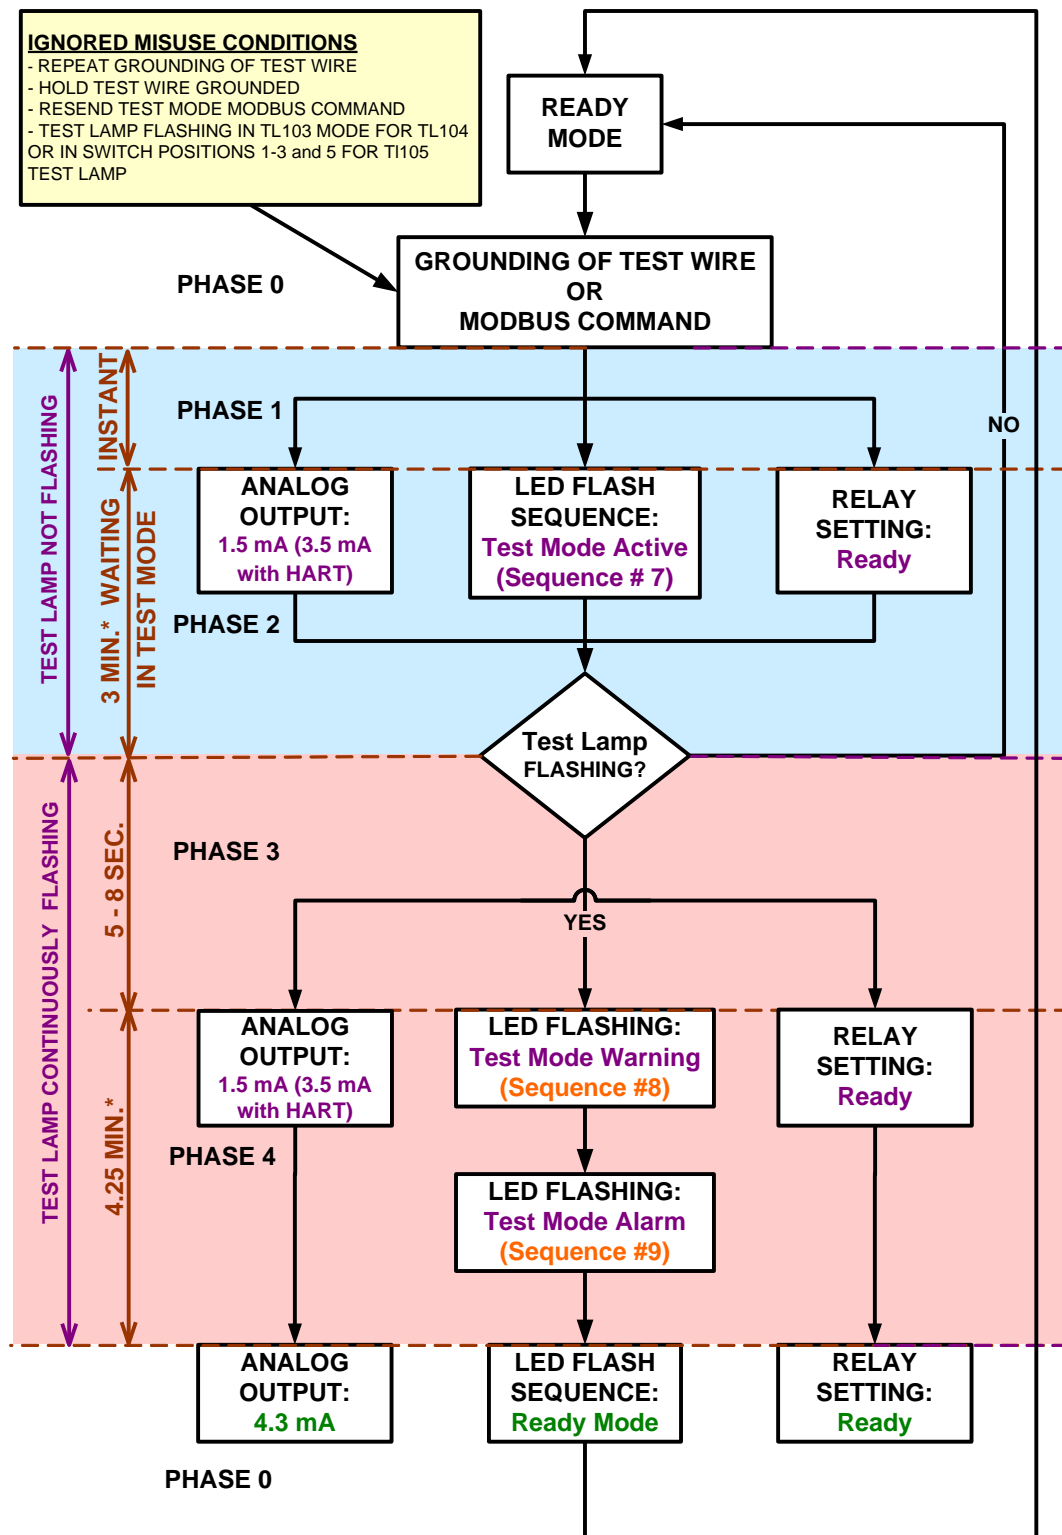 IGNORED MISUSE CONDITIONS
- REPEAT GROUNDING OF TEST WIRE
- HOLD TEST WIRE GROUNDED
- RESEND TEST MODE MODBUS COMMAND
- TEST LAMP FLASHING IN TL103 MODE FOR TL104
OR IN SWITCH POSITIONS 1-3 and 5 FOR Tl105
TEST LAMP
READY
MODE
PHASE 0
GROUNDING OF TEST WIRE
OR
MODBUS COMMAND
TEST LAMP NOT FLASHING
INSTANT
PHASE 1
NO
3 MIN.* WAITING
IN TEST MODE
ANALOG
OUTPUT:
1.5 mA (3.5 mA
with HART)
LED FLASH
SEQUENCE:
Test Mode Active
(Sequence # 7)
RELAY
SETTING:
Ready
PHASE 2
Test Lamp
FLASHING?
TEST LAMP CONTINUOUSLY FLASHING
5 - 8 SEC.
PHASE 3
YES
4.25 MIN.*
ANALOG
OUTPUT:
1.5 mA (3.5 mA
with HART)
LED FLASHING:
Test Mode Warning
(Sequence #8)
RELAY
SETTING:
Ready
PHASE 4
LED FLASHING:
Test Mode Alarm
(Sequence #9)
ANALOG
OUTPUT:
4.3 mA
LED FLASH
SEQUENCE:
Ready Mode
RELAY
SETTING:
Ready
PHASE 0